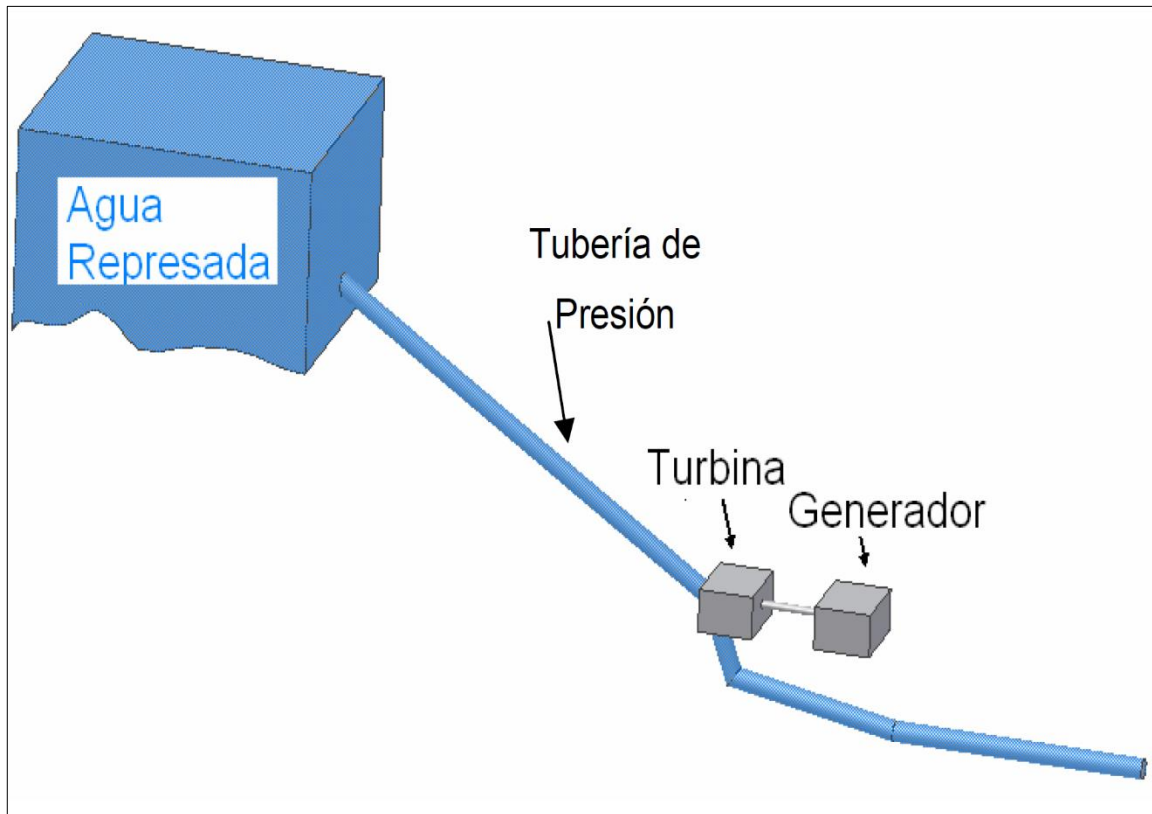 Agua
Represada
Tubería de
Presión
Turbina
Generador